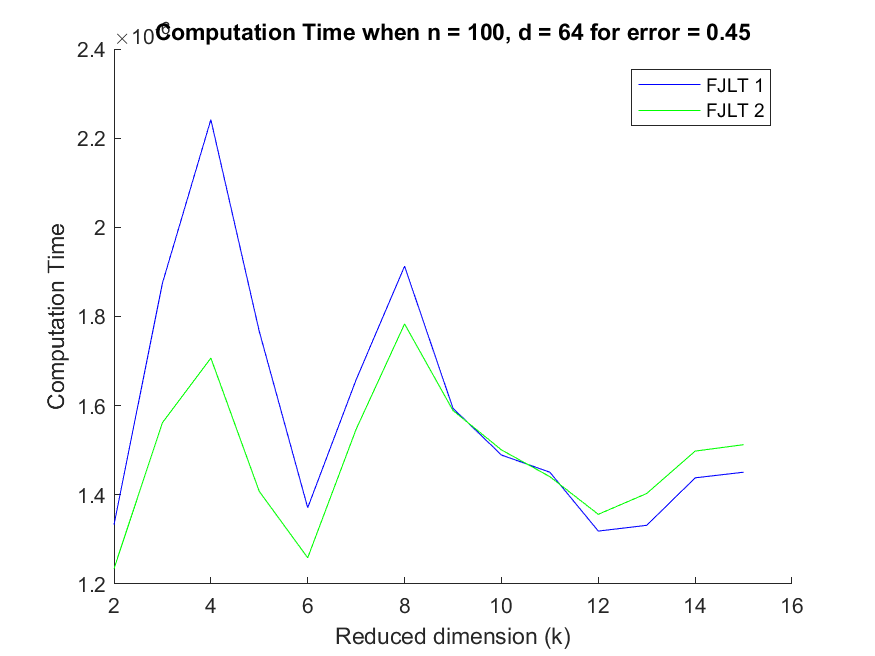 Computation Time when n = 100, d = 64 for error = 0.45
×10
2.4
2.2
2
1.8
1.6
1.4
1.2
Computation Time
FJLT 1
FJLT 2
2 4 6 8 10 12 14 16
Reduced dimension (k)